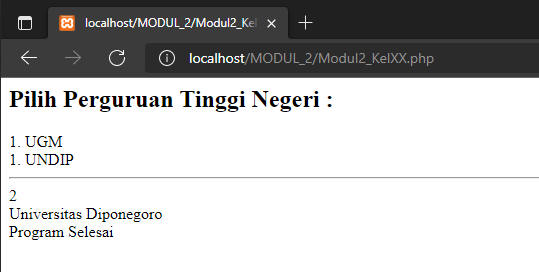 localhost/MODUL_2/Modul2_Kel
localhost/MODUL_2/Modul2_KelXX.php
Pilih Perguruan Tinggi Negeri :
1. UGM
1. UNDIP
2
Universitas Diponegoro
Program Selesai